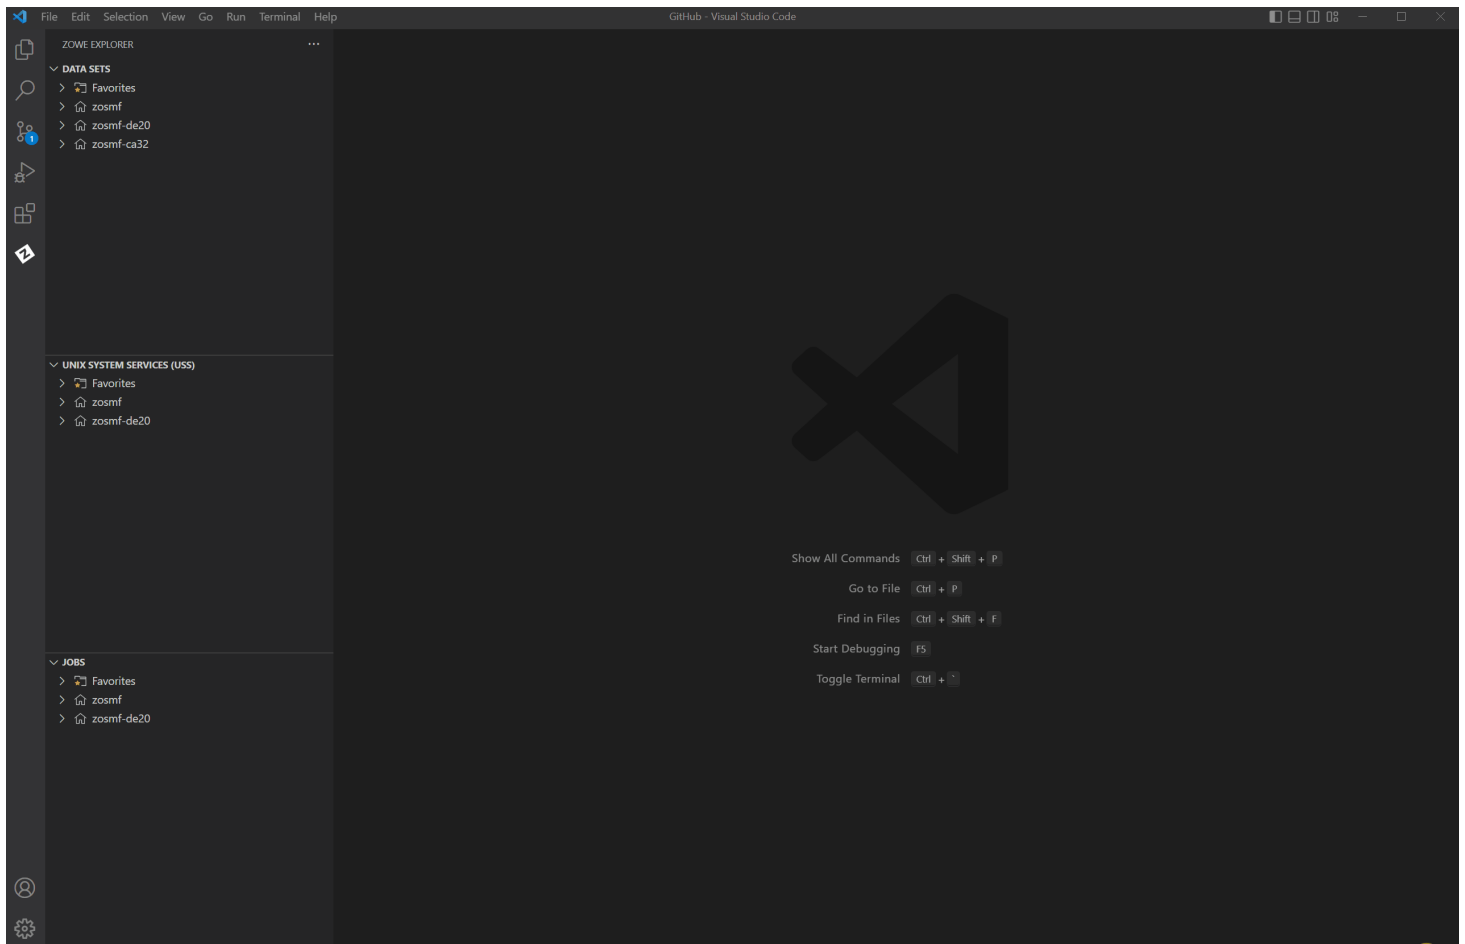 File Edit Selection View Go Run Terminal Help
GitHub - Visual Studio Code
ZOWE EXPLORER
DATA SETS
Favorites
zosmf
zosmf-de20
zosmf-ca32
1
UNIX SYSTEM SERVICES (USS)
Favorites
zosmf
zosmf-de20
JOBS
Favorites
zosmf
zosmf-de20
Show All Commands Ctrl + Shift + P
Go to File Ctrl + P
Find in Files Ctrl + Shift + F
Start Debugging F5
Toggle Terminal Ctrl + `